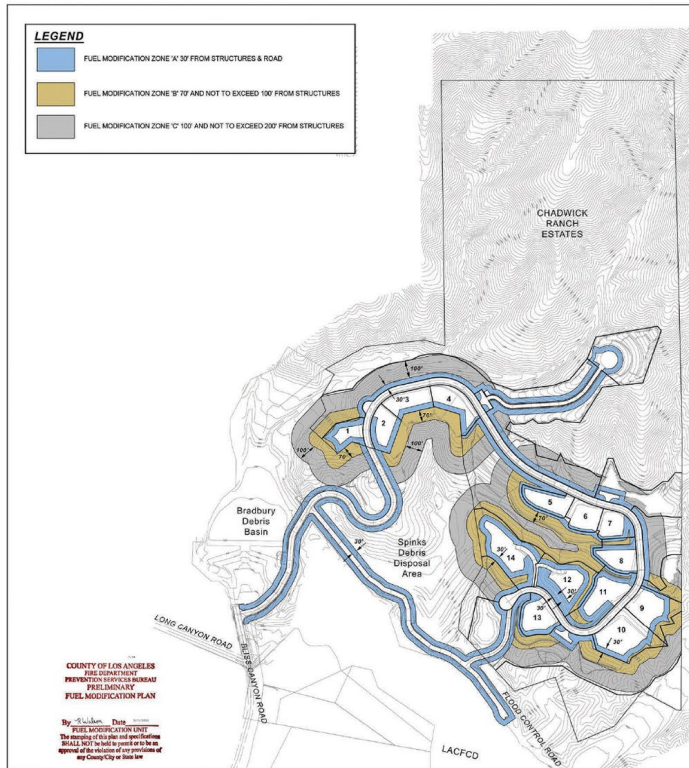 LEGEND
FUEL MODIFICATION ZONE 'A' 30' FROM STRUCTURES & ROAD
FUEL MODIFICATION ZONE 'B' 70' AND NOT TO EXCEED 100' FROM STRUCTURES
FUEL MODIFICATION ZONE 'C' 100' AND NOT TO EXCEED 200' FROM STRUCTURES
CHADWICK
RANCH
ESTATES
100'
30'
3
4
70'
1
2
100'
70'
100'
5
6
7
70'
8
Bradbury
Debris
Basin
Spinks
Debris
Disposal
Area
30'
30'
14
12
30'
11
9
30'
13
10
30'
LONG CANYON ROAD
BLISS CANYON ROAD
FLOOD CONTROL ROAD
LACFCD
COUNTY OF LOS ANGELES
FIRE DEPARTMENT
PREVENTION SERVICES BUREAU
PRELIMINARY
FUEL MODIFICATION PLAN
By Date
FUEL MODIFICATION UNIT
The stamping of this plan and specifications
SHALL NOT be held to permit or to be an
approval of the violation of any provisions of
any County/City or State law